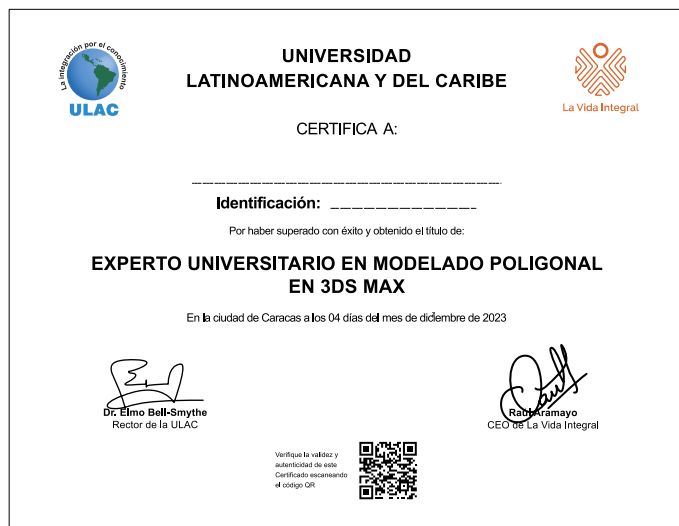 La integración por el conocimiento
ULAC
UNIVERSIDAD
LATINOAMERICANA Y DEL CARIBE
La Vida Integral
CERTIFICA A:
Identificación:
Por haber superado con éxito y obtenido el título de:
EXPERTO UNIVERSITARIO EN MODELADO POLIGONAL
EN 3DS MAX
En la ciudad de Caracas a los 04 días del mes de diciembre de 2023
Dr. Elmo Bell-Smythe
Rector de la ULAC
Raúl Aramayo
CEO de La Vida Integral
Verifique la validez y
autenticidad de este
Certificado escaneando
el código QR